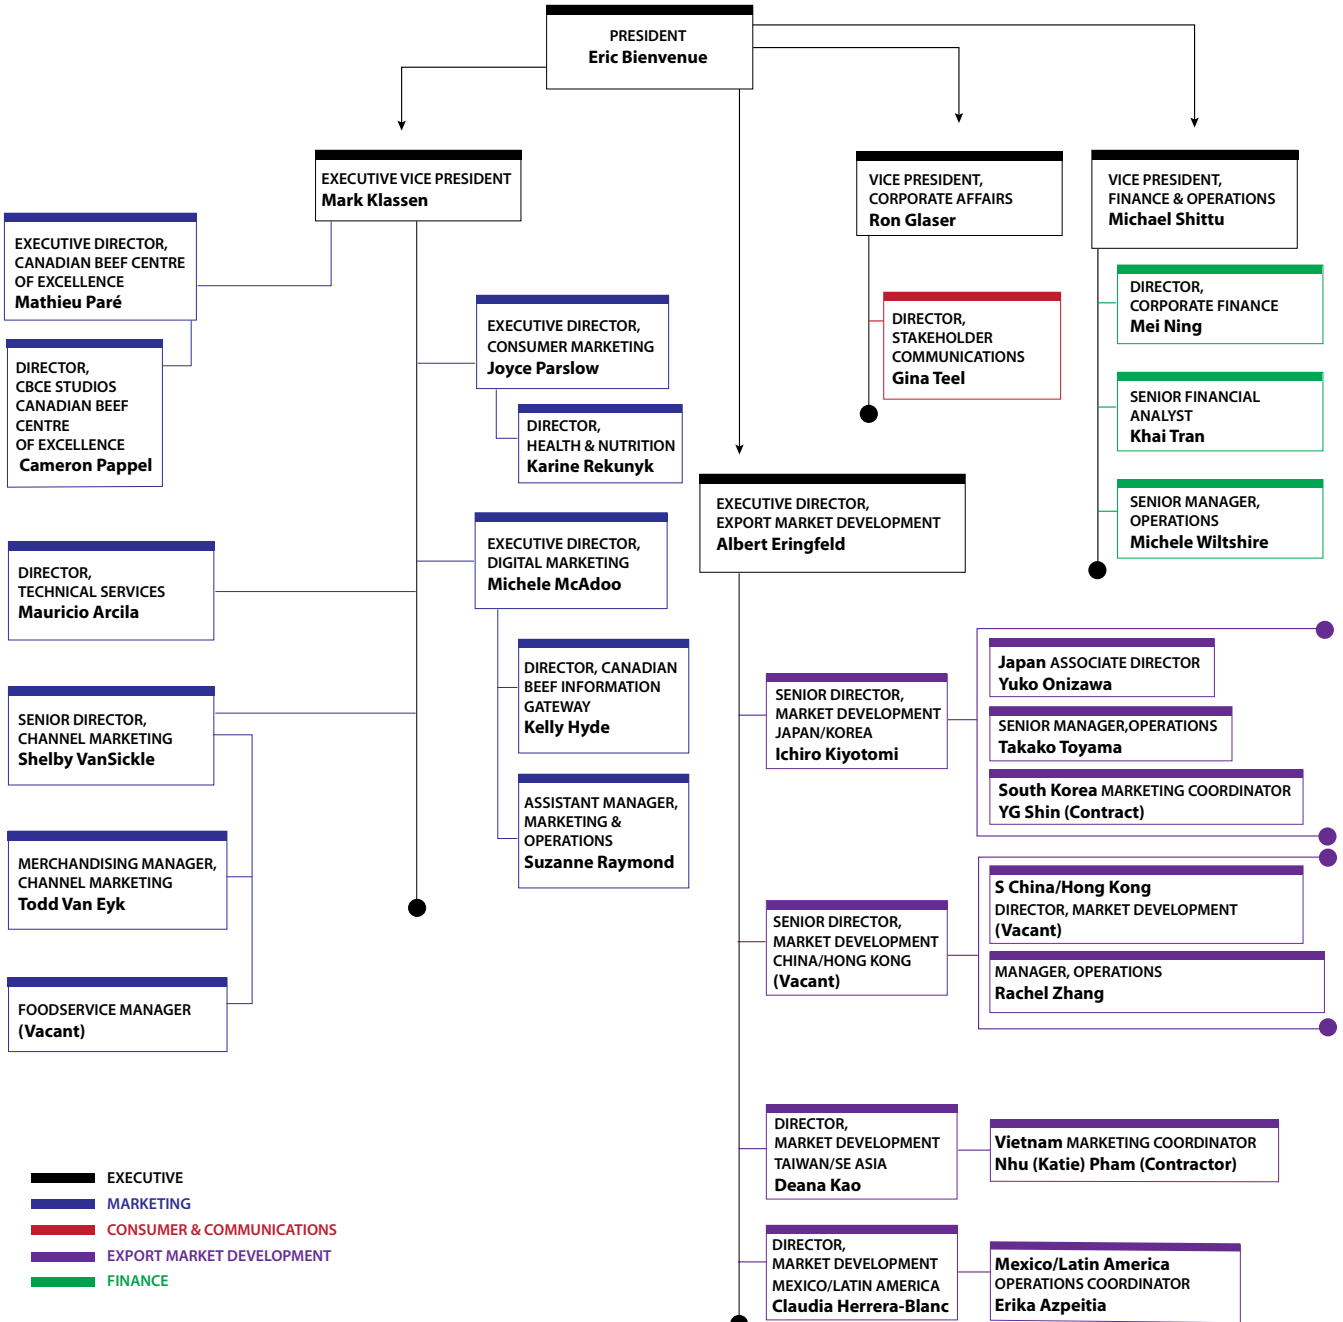 PRESIDENT
Eric Bienvenue
EXECUTIVE VICE PRESIDENT
Mark Klassen
VICE PRESIDENT,
CORPORATE AFFAIRS
Ron Glaser
VICE PRESIDENT,
FINANCE & OPERATIONS
Michael Shittu
EXECUTIVE DIRECTOR,
CANADIAN BEEF CENTRE
OF EXCELLENCE
Mathieu Paré
DIRECTOR,
CBCE STUDIOS
CANADIAN BEEF
CENTRE
OF EXCELLENCE
Cameron Pappel
DIRECTOR,
TECHNICAL SERVICES
Mauricio Arcila
SENIOR DIRECTOR,
CHANNEL MARKETING
Shelby VanSickle
MERCHANDISING MANAGER,
CHANNEL MARKETING
Todd Van Eyk
FOODSERVICE MANAGER
(Vacant)
EXECUTIVE DIRECTOR,
CONSUMER MARKETING
Joyce Parslow
DIRECTOR,
HEALTH & NUTRITION
Karine Rekunyk
EXECUTIVE DIRECTOR,
DIGITAL MARKETING
Michele McAdoo
DIRECTOR, CANADIAN
BEEF INFORMATION
GATEWAY
Kelly Hyde
ASSISTANT MANAGER,
MARKETING &
OPERATIONS
Suzanne Raymond
DIRECTOR,
STAKEHOLDER
COMMUNICATIONS
Gina Teel
DIRECTOR,
CORPORATE FINANCE
Mei Ning
SENIOR FINANCIAL
ANALYST
Khai Tran
SENIOR MANAGER,
OPERATIONS
Michele Wiltshire
EXECUTIVE DIRECTOR,
EXPORT MARKET DEVELOPMENT
Albert Eringfeld
SENIOR DIRECTOR,
MARKET DEVELOPMENT
JAPAN/KOREA
Ichiro Kiyotomi
Japan ASSOCIATE DIRECTOR
Yuko Onizawa
SENIOR MANAGER,OPERATIONS
Takako Toyama
South Korea MARKETING COORDINATOR
YG Shin (Contract)
SENIOR DIRECTOR,
MARKET DEVELOPMENT
CHINA/HONG KONG
(Vacant)
S China/Hong Kong
DIRECTOR, MARKET DEVELOPMENT
(Vacant)
MANAGER, OPERATIONS
Rachel Zhang
DIRECTOR,
MARKET DEVELOPMENT
TAIWAN/SE ASIA
Deana Kao
Vietnam MARKETING COORDINATOR
Nhu (Katie) Pham (Contractor)
DIRECTOR,
MARKET DEVELOPMENT
MEXICO/LATIN AMERICA
Claudia Herrera-Blanc
Mexico/Latin America
OPERATIONS COORDINATOR
Erika Azpeitia
EXECUTIVE
MARKETING
CONSUMER & COMMUNICATIONS
EXPORT MARKET DEVELOPMENT
FINANCE